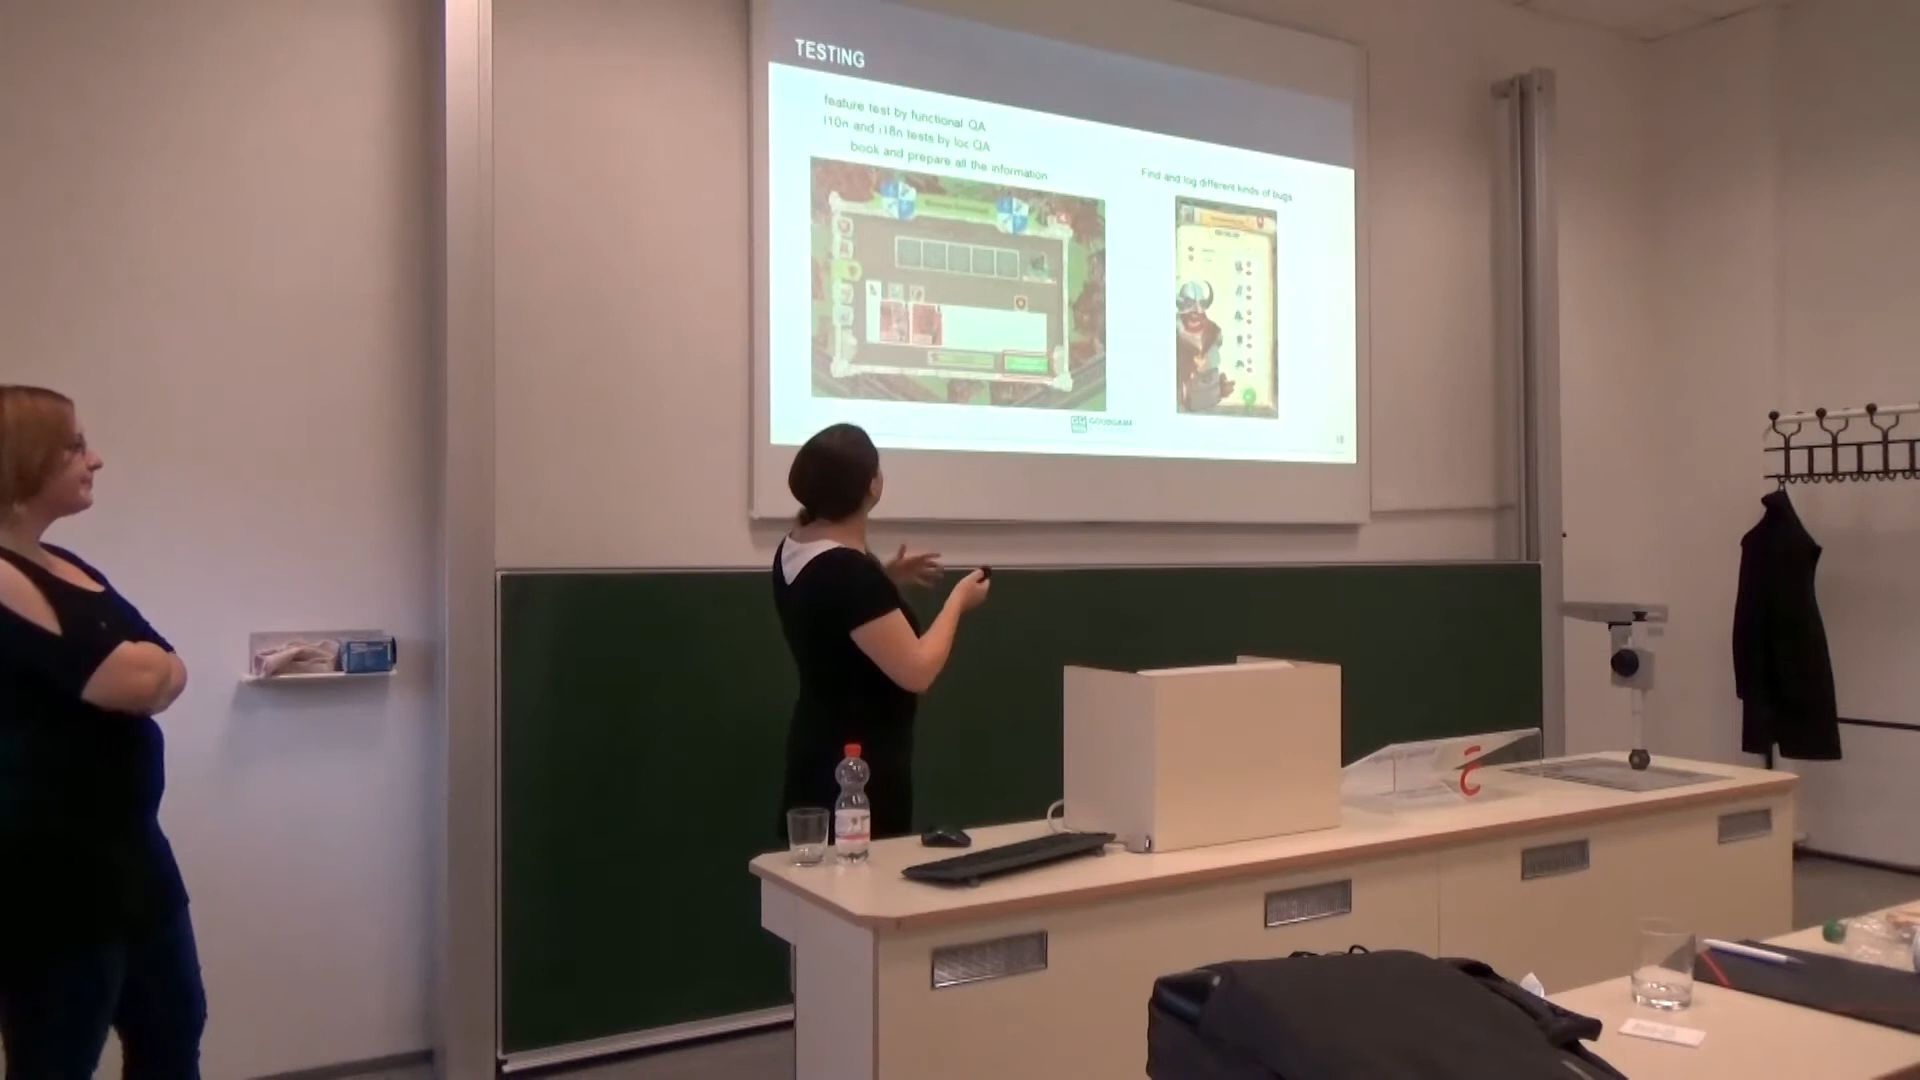 TESTING
feature test by functional QA
l10n and i18n tests by loc QA
book and prepare all the information
Find and log different kinds of bugs
GOODGAME
18